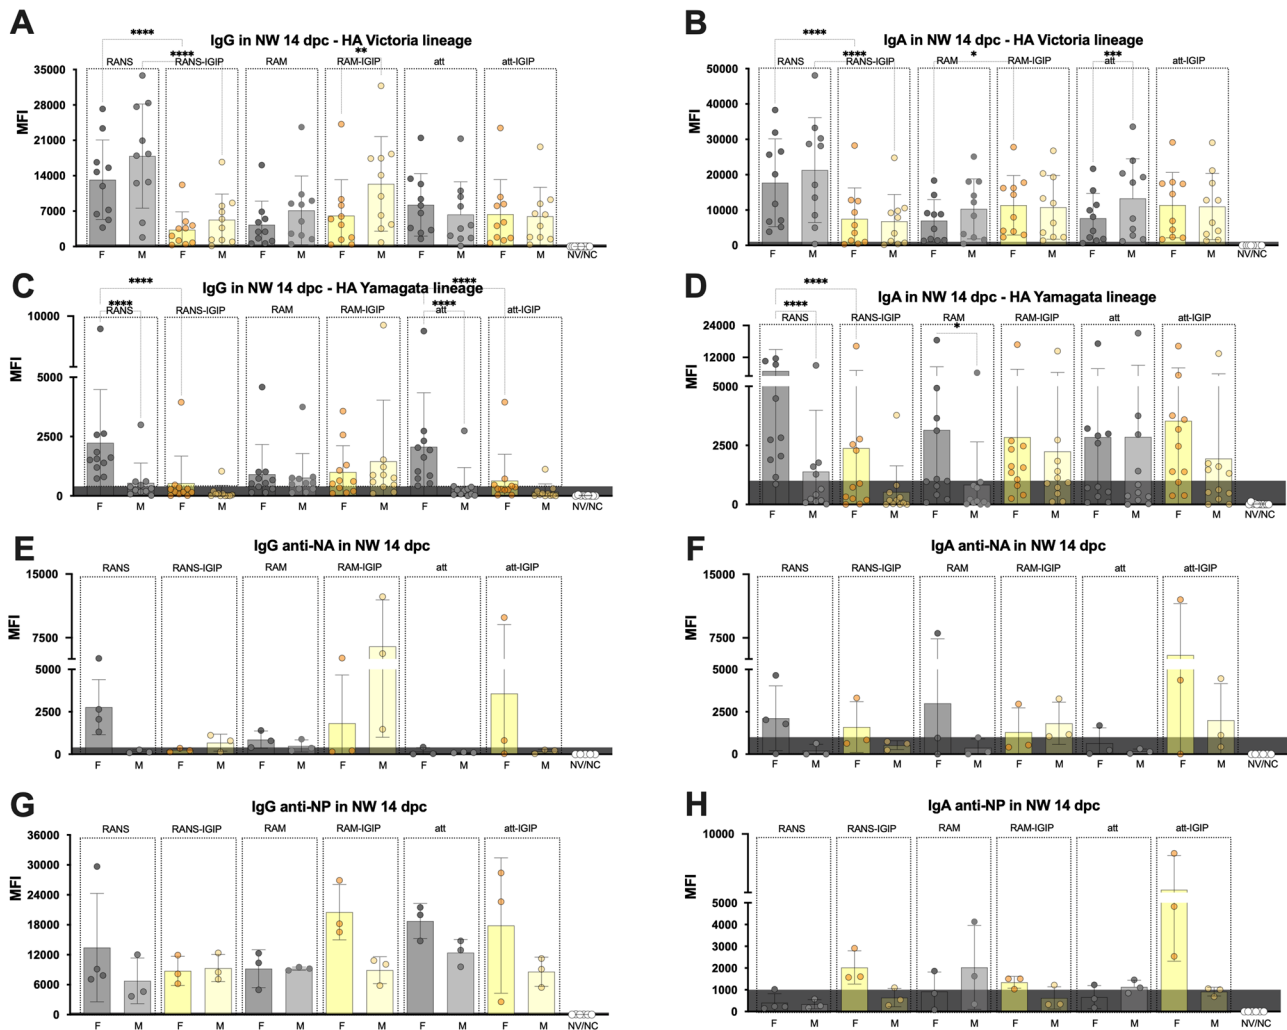 A
IgG in NW 14 dpc - HA Victoria lineage
**** **** **
RANS RANS-IGIP RAM RAM-IGIP att att-IGIP
MFI
35000
28000
21000
14000
7000
0
F M F M F M F M F M F M NV/NC
B
IgA in NW 14 dpc - HA Victoria lineage
**** **** * ***
RANS RANS-IGIP RAM RAM-IGIP att att-IGIP
MFI
50000
40000
30000
20000
10000
0
F M F M F M F M F M F M NV/NC
C
IgG in NW 14 dpc - HA Yamagata lineage
**** **** **** ****
RANS RANS-IGIP RAM RAM-IGIP att att-IGIP
MFI
10000
5000
2500
0
F M F M F M F M F M F M NV/NC
D
IgA in NW 14 dpc - HA Yamagata lineage
**** **** *
RANS RANS-IGIP RAM RAM-IGIP att att-IGIP
MFI
24000
12000
5000
2500
0
F M F M F M F M F M F M NV/NC
E
IgG anti-NA in NW 14 dpc
RANS RANS-IGIP RAM RAM-IGIP att att-IGIP
MFI
15000
7500
5000
2500
0
F M F M F M F M F M F M NV/NC
F
IgA anti-NA in NW 14 dpc
RANS RANS-IGIP RAM RAM-IGIP att att-IGIP
MFI
15000
7500
5000
2500
0
F M F M F M F M F M F M NV/NC
G
IgG anti-NP in NW 14 dpc
RANS RANS-IGIP RAM RAM-IGIP att att-IGIP
MFI
36000
30000
24000
18000
12000
6000
0
F M F M F M F M F M F M NV/NC
H
IgA anti-NP in NW 14 dpc
RANS RANS-IGIP RAM RAM-IGIP att att-IGIP
MFI
10000
5000
4000
3000
2000
1000
0
F M F M F M F M F M F M NV/NC